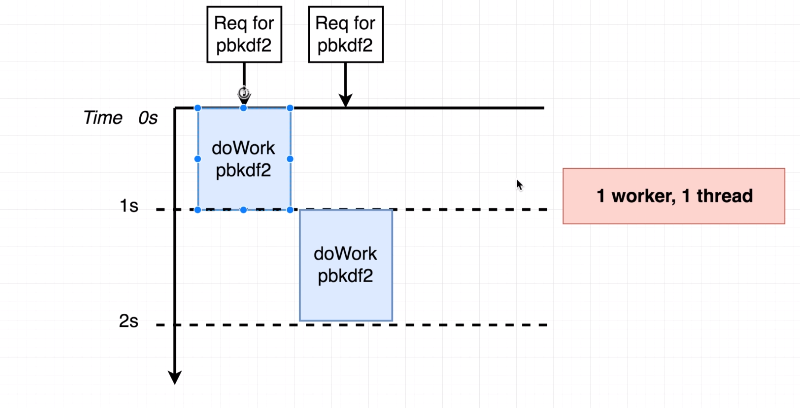 Req for
pbkdf2
Req for
pbkdf2
Time 0s
doWork
pbkdf2
1 worker, 1 thread
1s
doWork
pbkdf2
2s